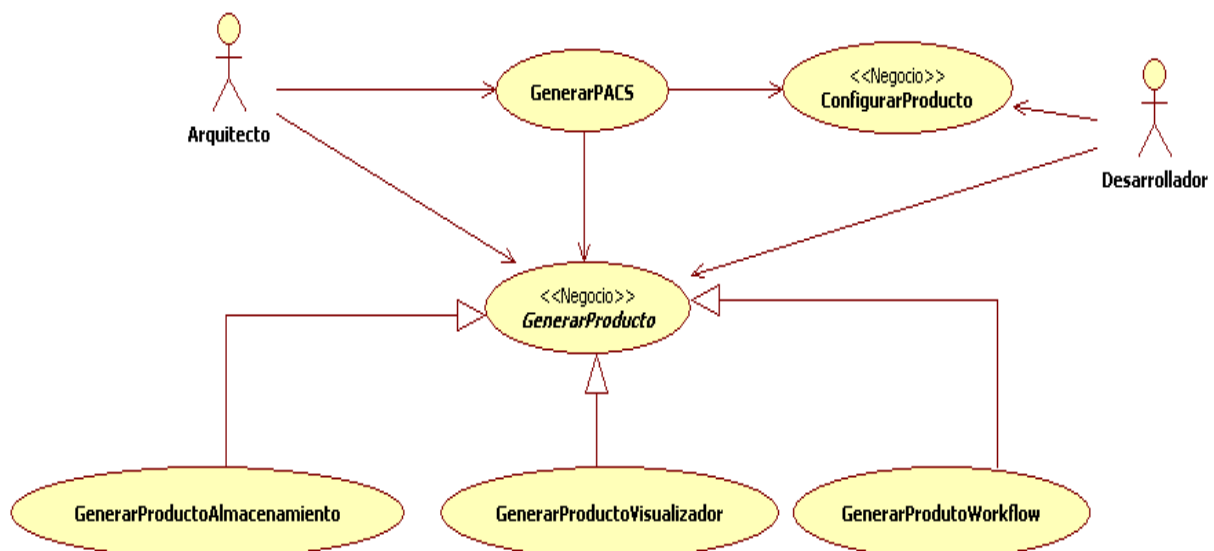 <<Negocio>>
GenerarPACS
ConfigurarProducto
Arquitecto
Desarrollador
<<Negocio>>
GenerarProducto
GenerarProductoAlmacenamiento
GenerarProductoVisualizador
GenerarProdutoWorkflow